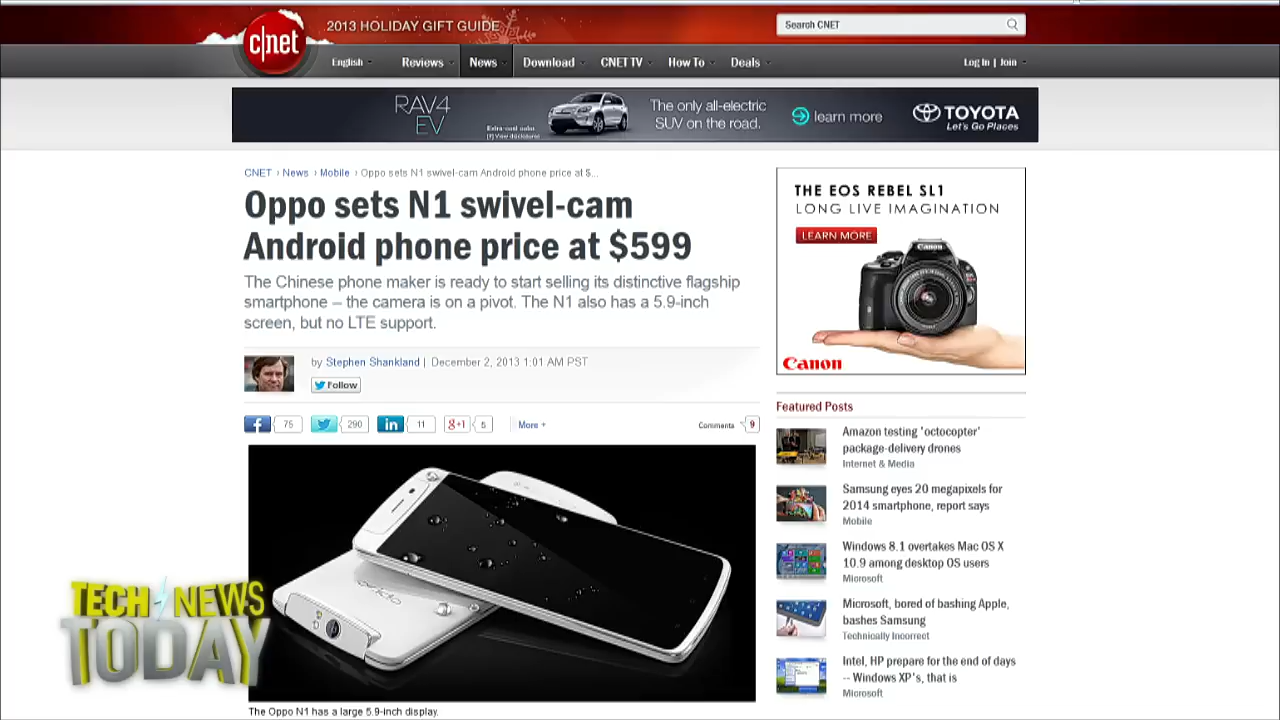 2013 HOLIDAY GIFT GUIDE
Search CNET
c|net
English
Reviews
News
Download
CNET TV
How To
Deals
Log In | Join
RAV4
EV
The only all-electric
SUV on the road.
learn more
TOYOTA
Let's Go Places
CNET › News › Mobile › Oppo sets N1 swivel-cam Android phone price at $...
Oppo sets N1 swivel-cam
Android phone price at $599
The Chinese phone maker is ready to start selling its distinctive flagship
smartphone -- the camera is on a pivot. The N1 also has a 5.9-inch
screen, but no LTE support.
by Stephen Shankland | December 2, 2013 1:01 AM PST
Follow
75
290
in
11
g+1
5
More +
Comments
9
THE EOS REBEL SL1
LONG LIVE IMAGINATION
LEARN MORE
Canon
Canon
Featured Posts
Amazon testing 'octocopter'
package-delivery drones
Internet & Media
Samsung eyes 20 megapixels for
2014 smartphone, report says
Mobile
Windows 8.1 overtakes Mac OS X
10.9 among desktop OS users
Microsoft
Microsoft, bored of bashing Apple,
bashes Samsung
Technically Incorrect
Intel, HP prepare for the end of days
-- Windows XP's, that is
Microsoft
oppo
TECH NEWS
TODAY
The Oppo N1 has a large 5.9-inch display.